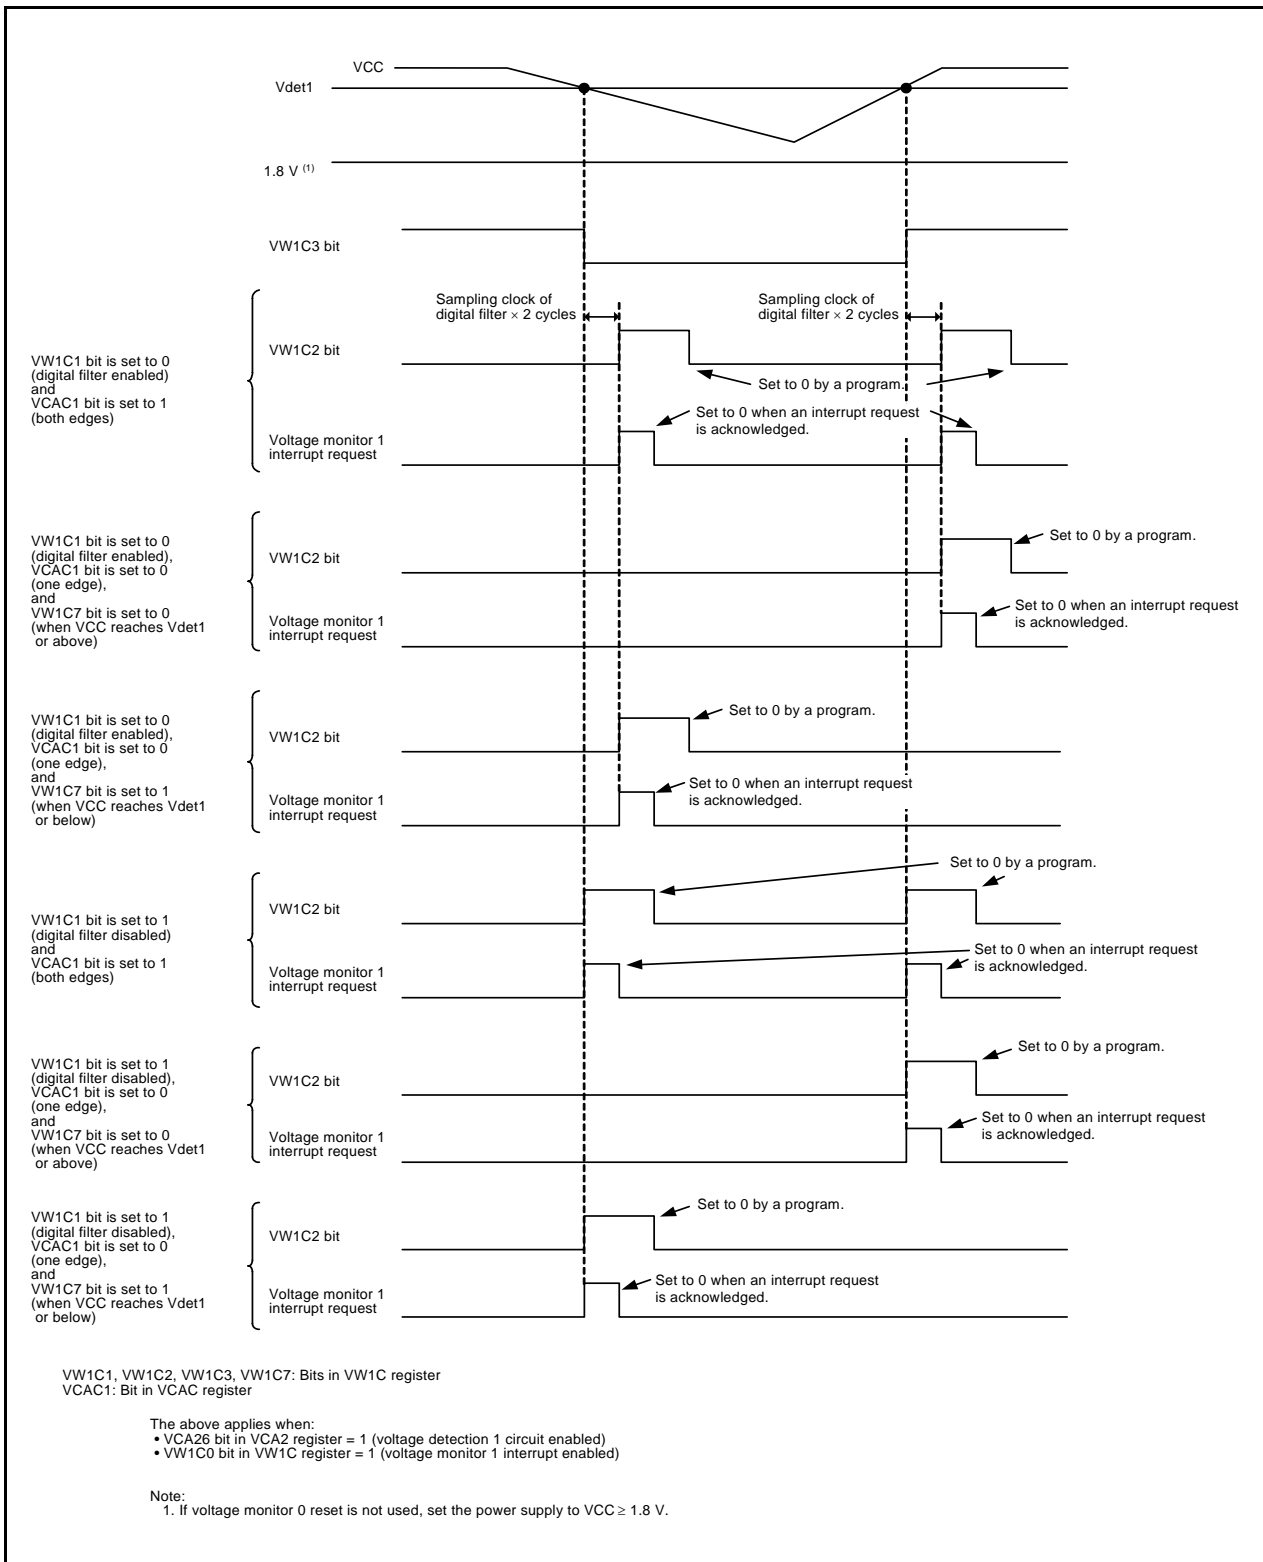 VCC
Vdet1
1.8 V (1)
VW1C3 bit
Sampling clock of
digital filter × 2 cycles
Sampling clock of
digital filter × 2 cycles
VW1C1 bit is set to 0
(digital filter enabled)
and
VCAC1 bit is set to 1
(both edges)
VW1C2 bit
Set to 0 by a program.
Set to 0 when an interrupt request
is acknowledged.
Voltage monitor 1
interrupt request
VW1C1 bit is set to 0
(digital filter enabled),
VCAC1 bit is set to 0
(one edge),
and
VW1C7 bit is set to 0
(when VCC reaches Vdet1
or above)
VW1C2 bit
Set to 0 by a program.
Voltage monitor 1
interrupt request
Set to 0 when an interrupt request
is acknowledged.
VW1C1 bit is set to 0
(digital filter enabled),
VCAC1 bit is set to 0
(one edge),
and
VW1C7 bit is set to 1
(when VCC reaches Vdet1
or below)
VW1C2 bit
Set to 0 by a program.
Voltage monitor 1
interrupt request
Set to 0 when an interrupt request
is acknowledged.
VW1C1 bit is set to 1
(digital filter disabled)
and
VCAC1 bit is set to 1
(both edges)
VW1C2 bit
Set to 0 by a program.
Voltage monitor 1
interrupt request
Set to 0 when an interrupt request
is acknowledged.
VW1C1 bit is set to 1
(digital filter disabled),
VCAC1 bit is set to 0
(one edge),
and
VW1C7 bit is set to 0
(when VCC reaches Vdet1
or above)
VW1C2 bit
Set to 0 by a program.
Voltage monitor 1
interrupt request
Set to 0 when an interrupt request
is acknowledged.
VW1C1 bit is set to 1
(digital filter disabled),
VCAC1 bit is set to 0
(one edge),
and
VW1C7 bit is set to 1
(when VCC reaches Vdet1
or below)
VW1C2 bit
Set to 0 by a program.
Voltage monitor 1
interrupt request
Set to 0 when an interrupt request
is acknowledged.
VW1C1, VW1C2, VW1C3, VW1C7: Bits in VW1C register
VCAC1: Bit in VCAC register
The above applies when:
• VCA26 bit in VCA2 register = 1 (voltage detection 1 circuit enabled)
• VW1C0 bit in VW1C register = 1 (voltage monitor 1 interrupt enabled)
Note:
1. If voltage monitor 0 reset is not used, set the power supply to VCC ≥ 1.8 V.